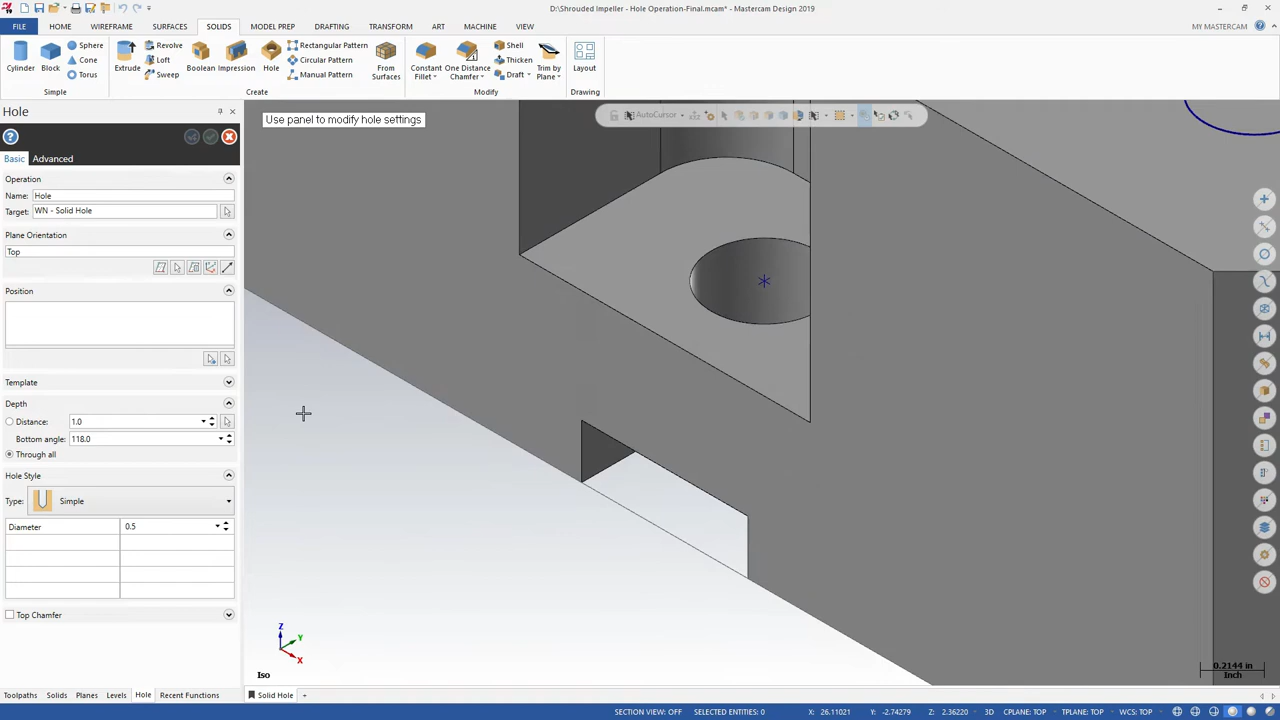 D:\Shrouded Impeller - Hole Operation-Final.mcam* - Mastercam Design 2019
FILE
HOME
WIREFRAME
SURFACES
SOLIDS
MODEL PREP
DRAFTING
TRANSFORM
ART
MACHINE
VIEW
MY MASTERCAM
Cylinder
Block
Sphere
Cone
Torus
Simple
Extrude
Revolve
Loft
Sweep
Boolean
Impression
Hole
Rectangular Pattern
Circular Pattern
Manual Pattern
From Surfaces
Create
Constant Fillet
One Distance Chamfer
Shell
Thicken
Draft
Trim by Plane
Modify
Layout
Drawing
Hole
Use panel to modify hole settings
AutoCursor
Basic
Advanced
Operation
Name: Hole
Target: WN - Solid Hole
Plane Orientation
Top
Position
Template
Depth
Distance: 1.0
Bottom angle: 118.0
Through all
Hole Style
Type: Simple
Diameter 0.5
Top Chamfer
Z
Y
X
Iso
0.2144 in
Inch
Toolpaths
Solids
Planes
Levels
Hole
Recent Functions
Solid Hole
+
SECTION VIEW: OFF
SELECTED ENTITIES: 0
X: 26.11021
Y: -2.74279
Z: 2.36220
3D
CPLANE: TOP
TPLANE: TOP
WCS: TOP